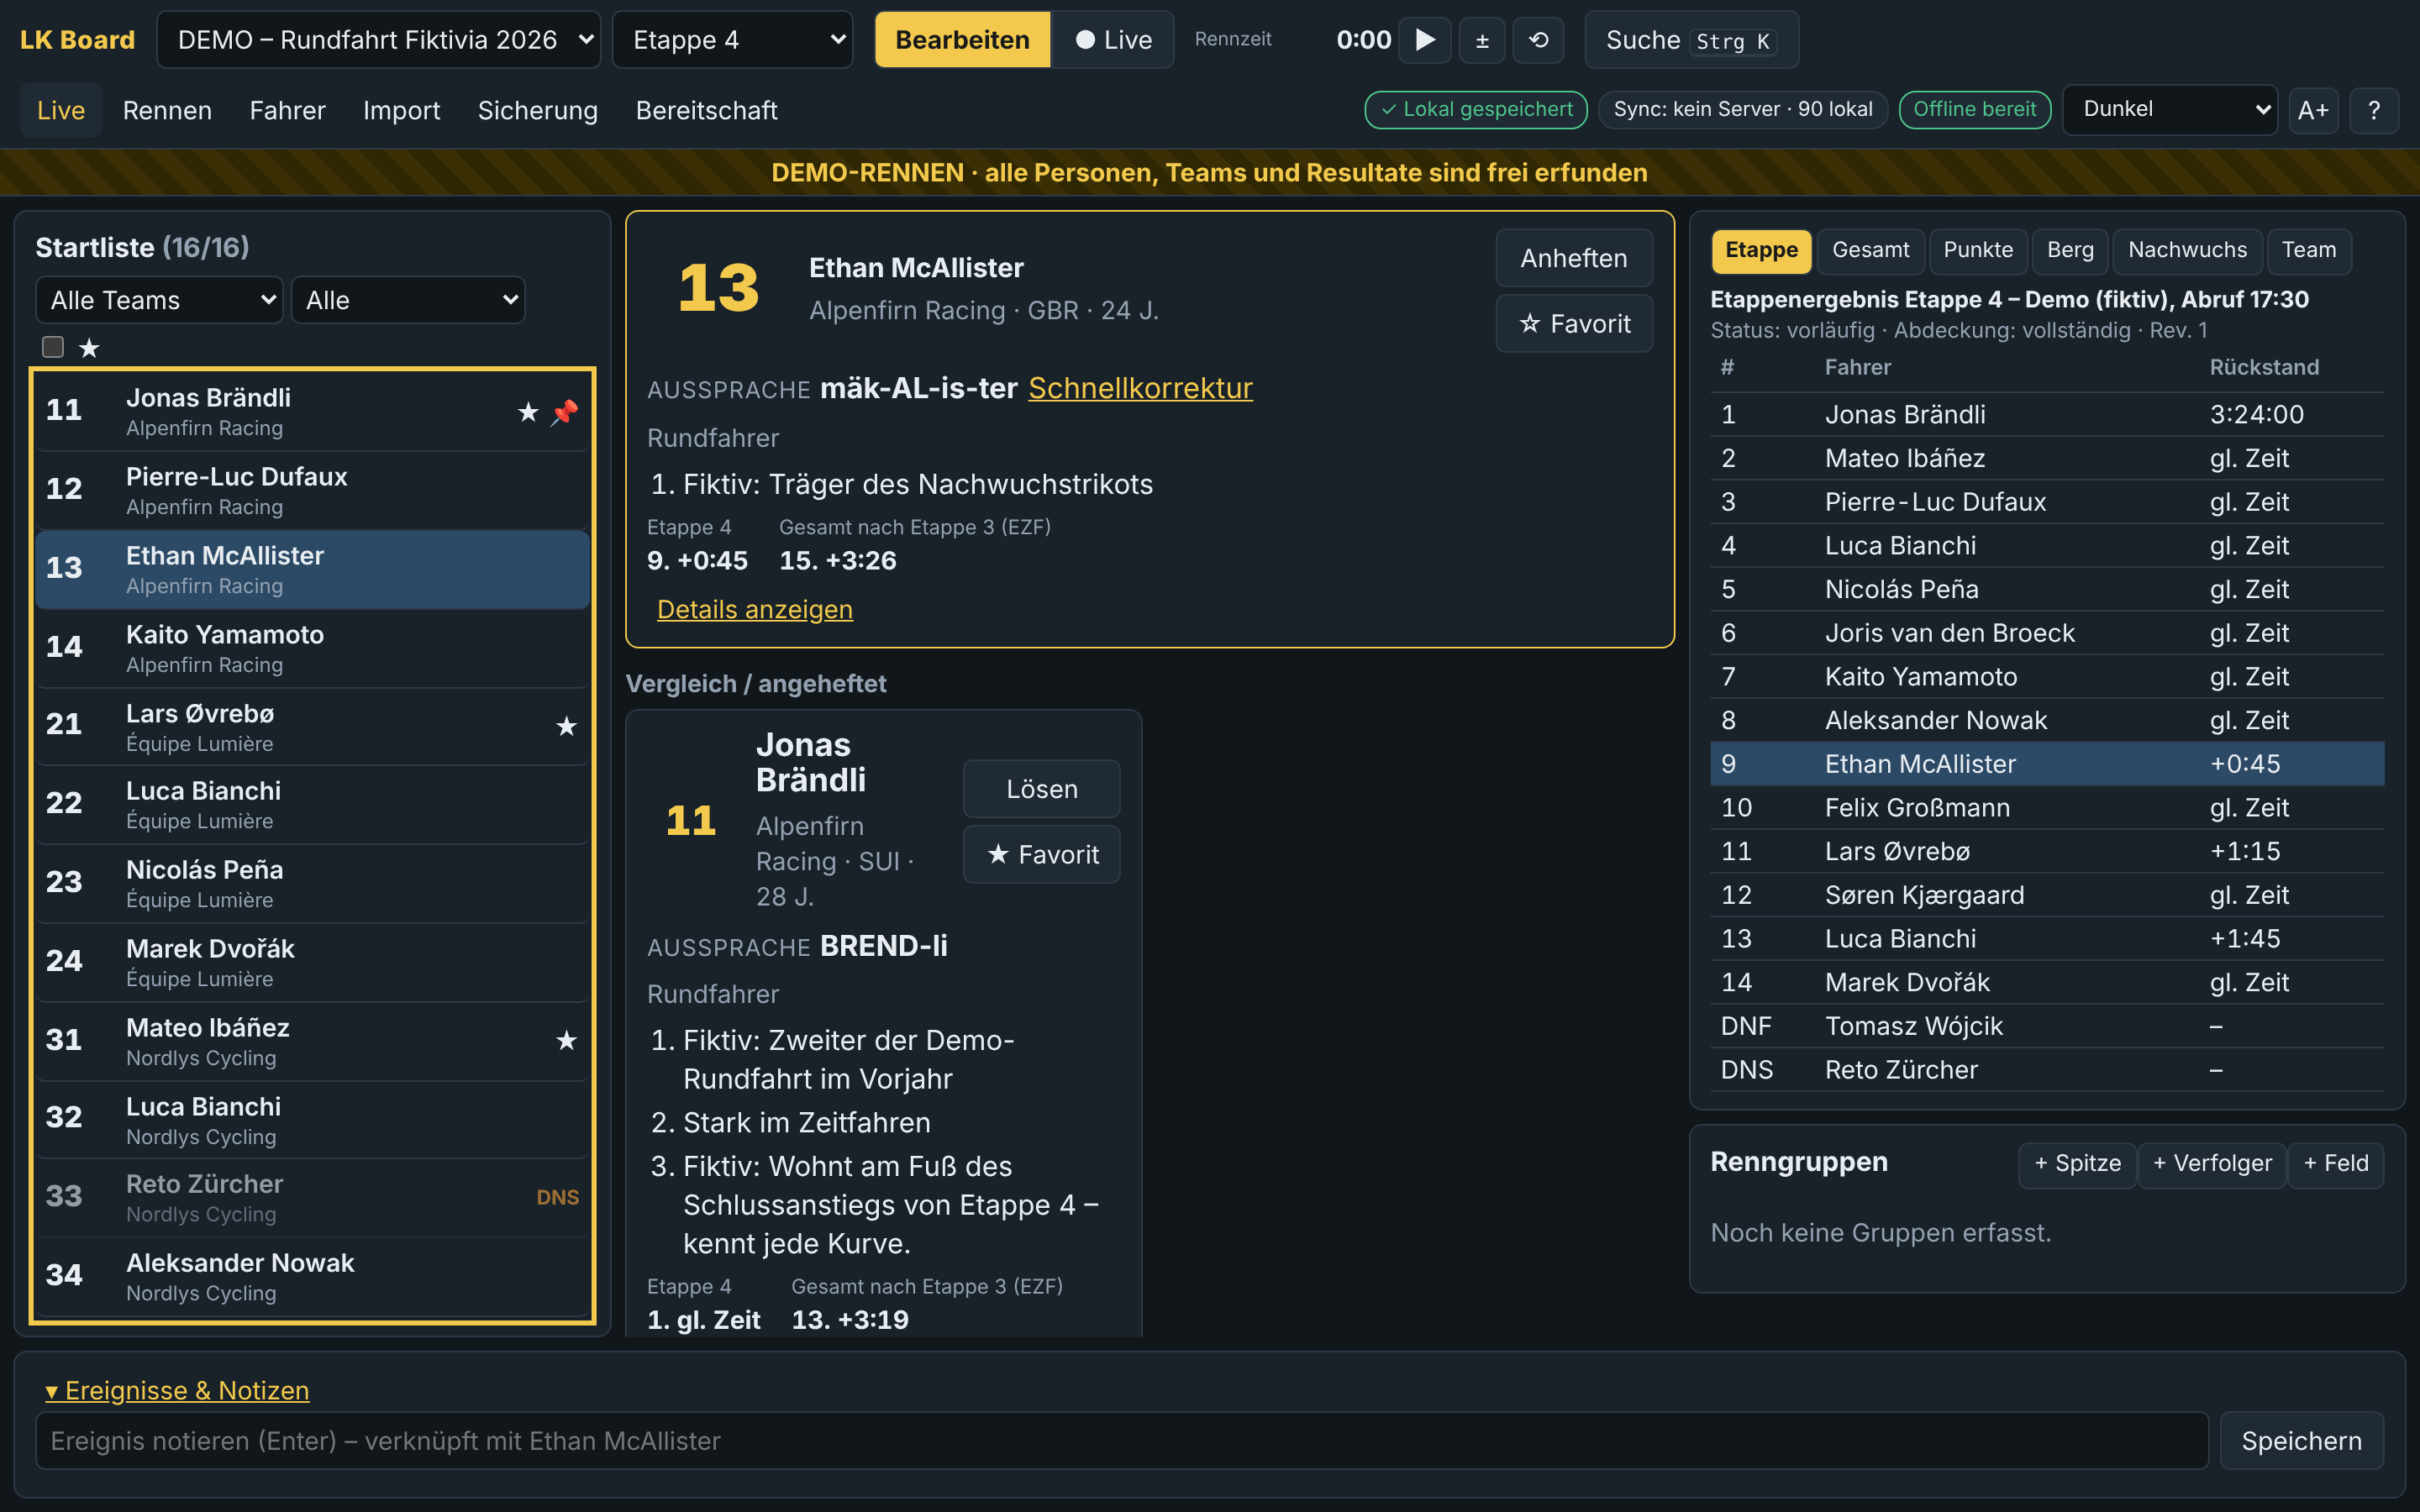 LK Board
DEMO – Rundfahrt Fiktivia 2026
Etappe 4
Bearbeiten
● Live
Rennzeit
0:00
▶
±
⟲
Suche Strg K
Live
Rennen
Fahrer
Import
Sicherung
Bereitschaft
✓ Lokal gespeichert
Sync: kein Server · 90 lokal
Offline bereit
Dunkel
A+
?
DEMO-RENNEN · alle Personen, Teams und Resultate sind frei erfunden
Startliste (16/16)
Alle Teams
Alle
★
11
Jonas Brändli
Alpenfirn Racing
★ 📌
12
Pierre-Luc Dufaux
Alpenfirn Racing
13
Ethan McAllister
Alpenfirn Racing
14
Kaito Yamamoto
Alpenfirn Racing
21
Lars Øvrebø
Équipe Lumière
★
22
Luca Bianchi
Équipe Lumière
23
Nicolás Peña
Équipe Lumière
24
Marek Dvořák
Équipe Lumière
31
Mateo Ibáñez
Nordlys Cycling
★
32
Luca Bianchi
Nordlys Cycling
33
Reto Zürcher
Nordlys Cycling
DNS
34
Aleksander Nowak
Nordlys Cycling
13
Ethan McAllister
Alpenfirn Racing · GBR · 24 J.
Anheften
☆ Favorit
AUSSPRACHE mäk-AL-is-ter Schnellkorrektur
Rundfahrer
1. Fiktiv: Träger des Nachwuchstrikots
Etappe 4 Gesamt nach Etappe 3 (EZF)
9. +0:45 15. +3:26
Details anzeigen
Vergleich / angeheftet
11
Jonas
Brändli
Alpenfirn
Racing · SUI ·
28 J.
Lösen
★ Favorit
AUSSPRACHE BREND-li
Rundfahrer
1. Fiktiv: Zweiter der Demo-
Rundfahrt im Vorjahr
2. Stark im Zeitfahren
3. Fiktiv: Wohnt am Fuß des
Schlussanstiegs von Etappe 4 –
kennt jede Kurve.
Etappe 4 Gesamt nach Etappe 3 (EZF)
1. gl. Zeit 13. +3:19
Etappe
Gesamt
Punkte
Berg
Nachwuchs
Team
Etappenergebnis Etappe 4 – Demo (fiktiv), Abruf 17:30
Status: vorläufig · Abdeckung: vollständig · Rev. 1
# Fahrer Rückstand
1 Jonas Brändli 3:24:00
2 Mateo Ibáñez gl. Zeit
3 Pierre-Luc Dufaux gl. Zeit
4 Luca Bianchi gl. Zeit
5 Nicolás Peña gl. Zeit
6 Joris van den Broeck gl. Zeit
7 Kaito Yamamoto gl. Zeit
8 Aleksander Nowak gl. Zeit
9 Ethan McAllister +0:45
10 Felix Großmann gl. Zeit
11 Lars Øvrebø +1:15
12 Søren Kjærgaard gl. Zeit
13 Luca Bianchi +1:45
14 Marek Dvořák gl. Zeit
DNF Tomasz Wójcik –
DNS Reto Zürcher –
Renngruppen
+ Spitze
+ Verfolger
+ Feld
Noch keine Gruppen erfasst.
▾ Ereignisse & Notizen
Ereignis notieren (Enter) – verknüpft mit Ethan McAllister
Speichern